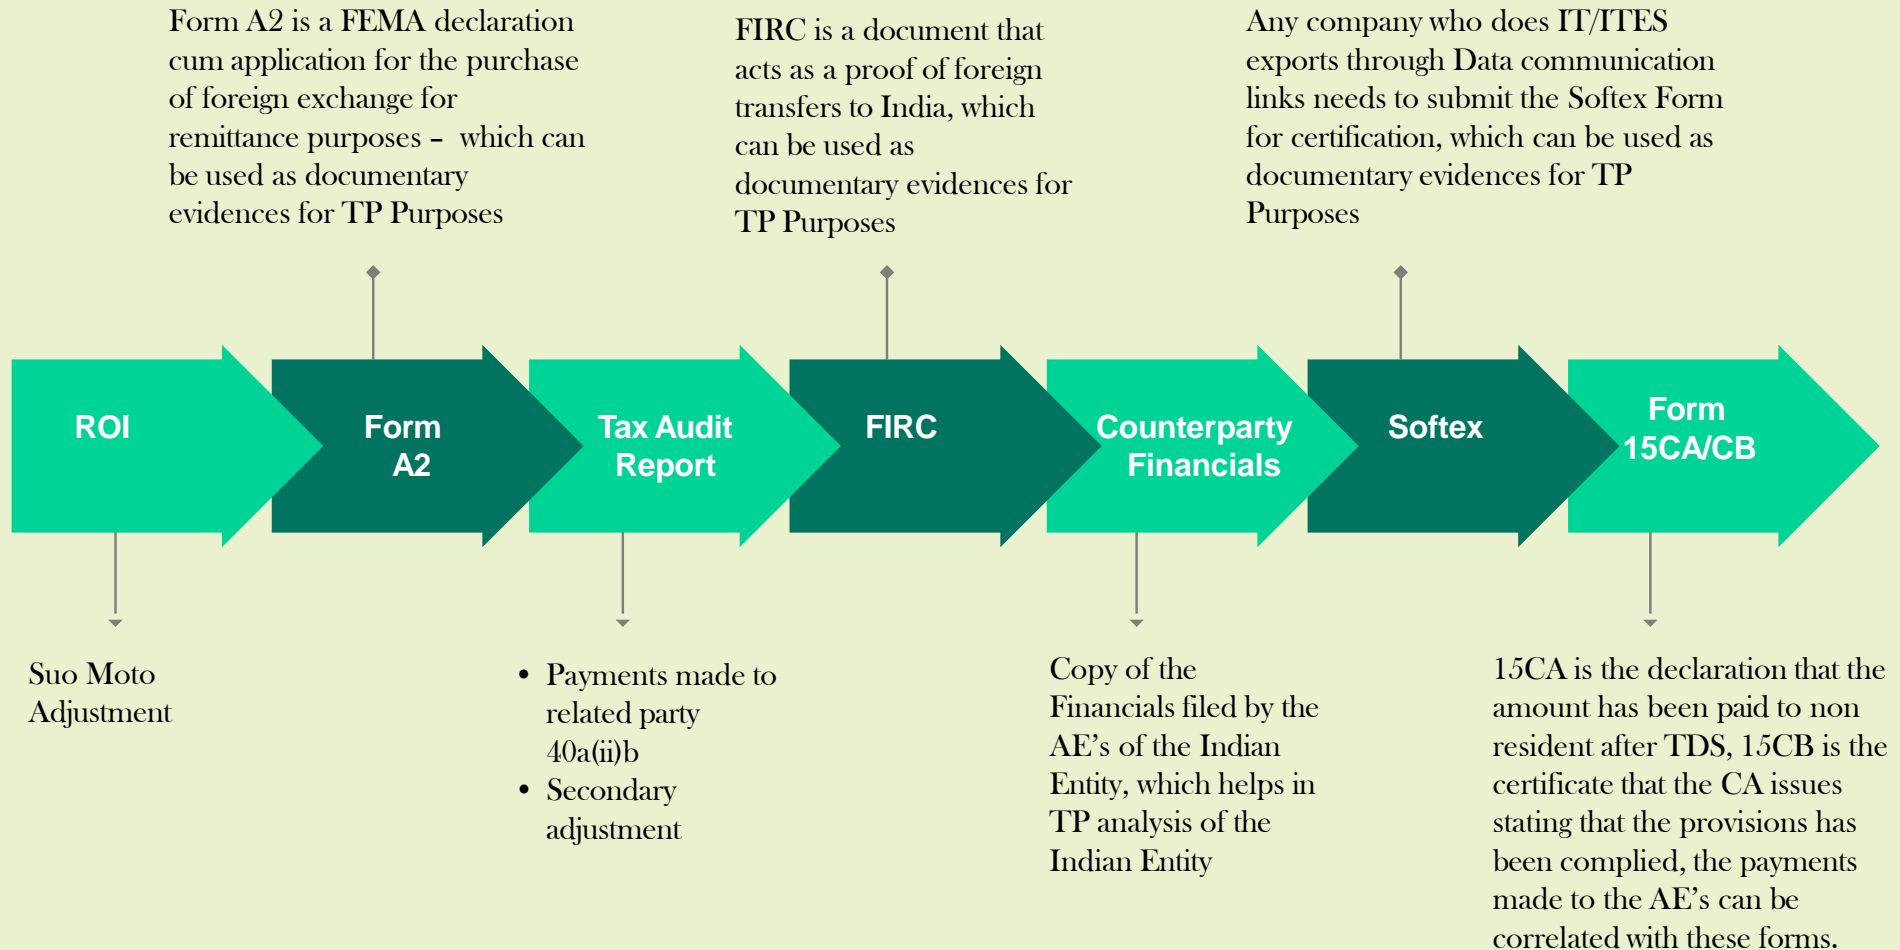 Form A2 is a FEMA declaration
cum application for the purchase
of foreign exchange for
remittance purposes – which can
be used as documentary
evidences for TP Purposes
FIRC is a document that
acts as a proof of foreign
transfers to India, which
can be used as
documentary evidences for
TP Purposes
Any company who does IT/ITES
exports through Data communication
links needs to submit the Softex Form
for certification, which can be used as
documentary evidences for TP
Purposes
ROI
Form
A2
Tax Audit
Report
FIRC
Counterparty
Financials
Softex
Form
15CA/CB
Suo Moto
Adjustment
• Payments made to
related party
40a(ii)b
• Secondary
adjustment
Copy of the
Financials filed by the
AE's of the Indian
Entity, which helps in
TP analysis of the
Indian Entity
15CA is the declaration that the
amount has been paid to non
resident after TDS, 15CB is the
certificate that the CA issues
stating that the provisions has
been complied, the payments
made to the AE's can be
correlated with these forms.